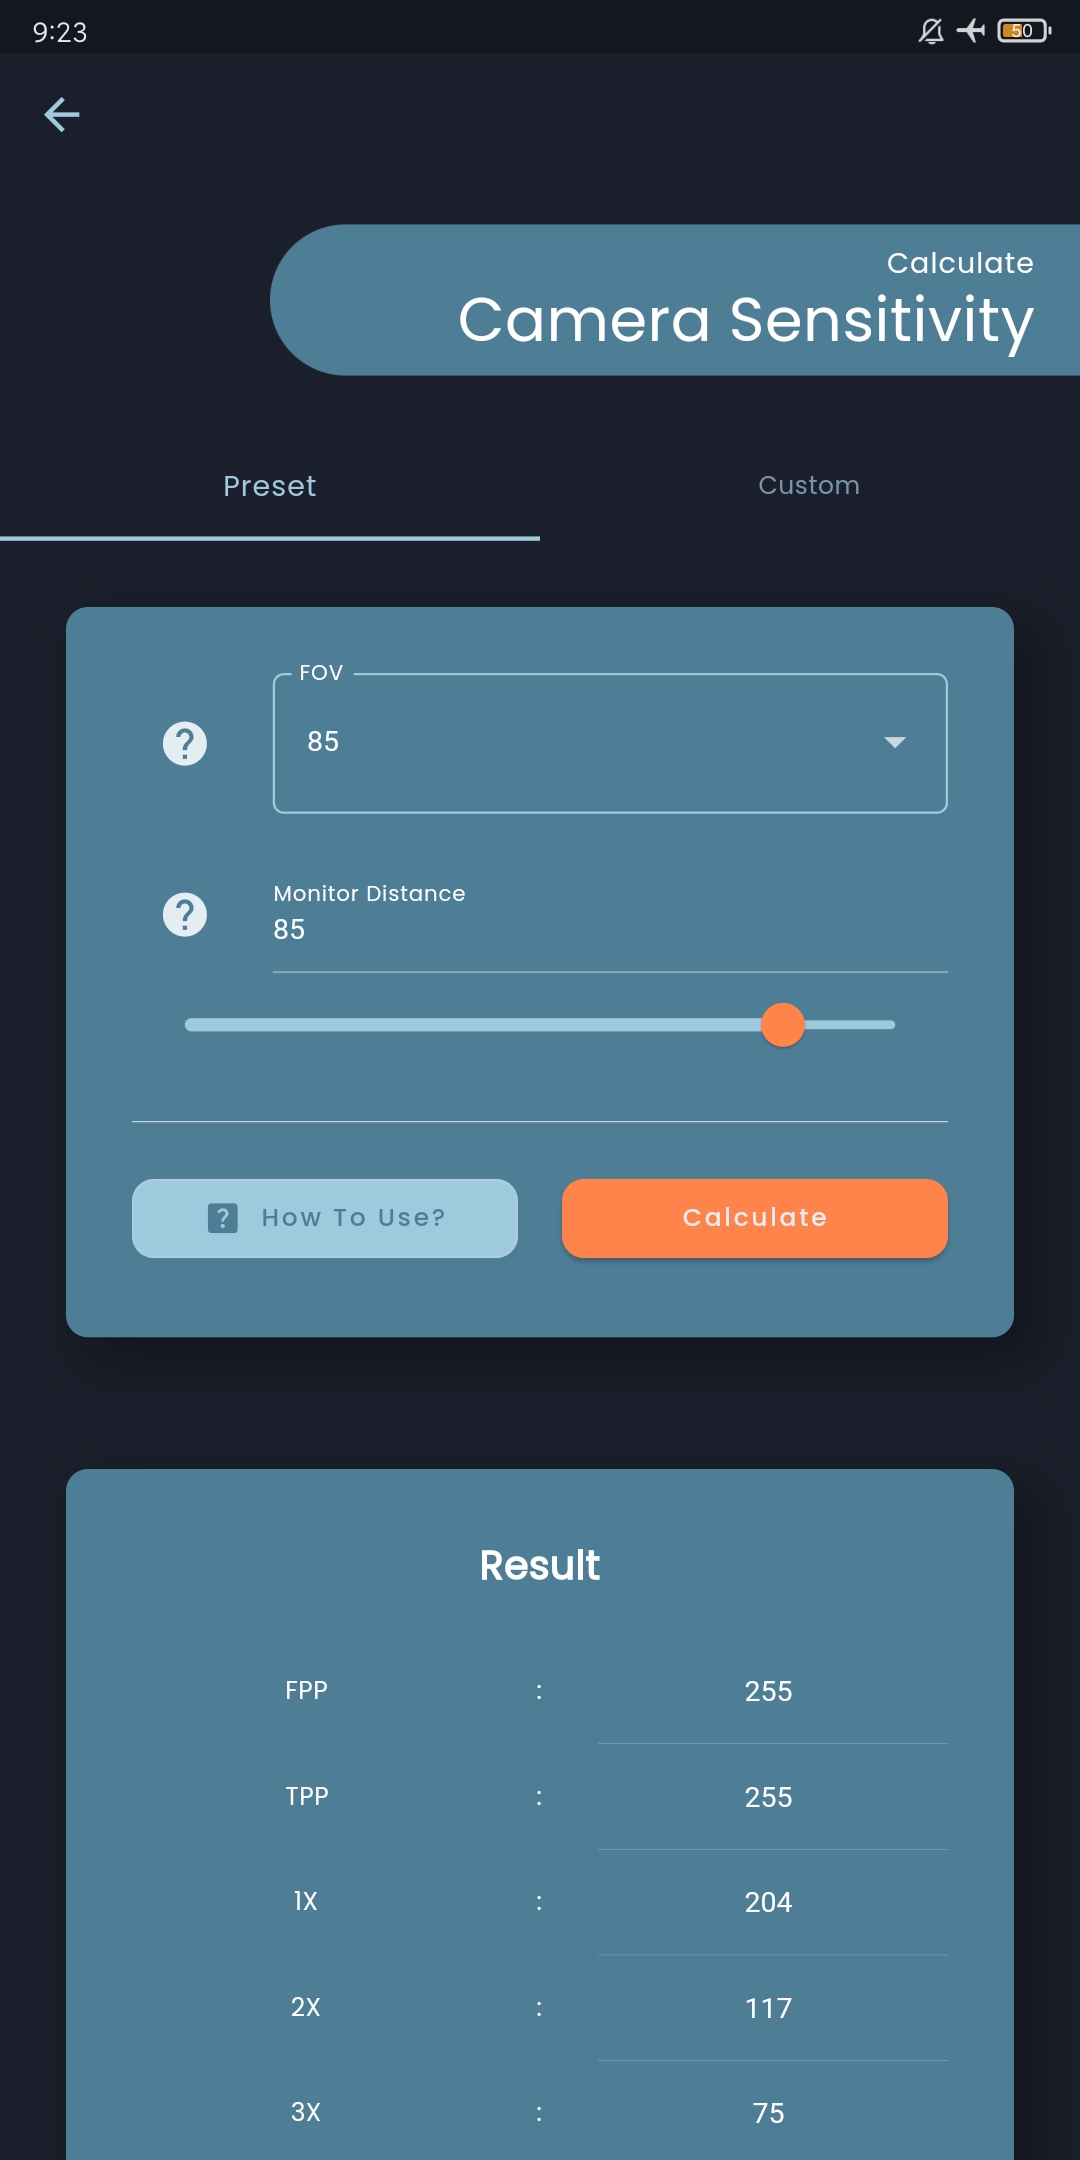 9:23
50
Calculate
Camera Sensitivity
Preset
Custom
FOV
85
Monitor Distance
85
How To Use?
Calculate
Result
FPP : 255
TPP : 255
1X : 204
2X : 117
3X : 75